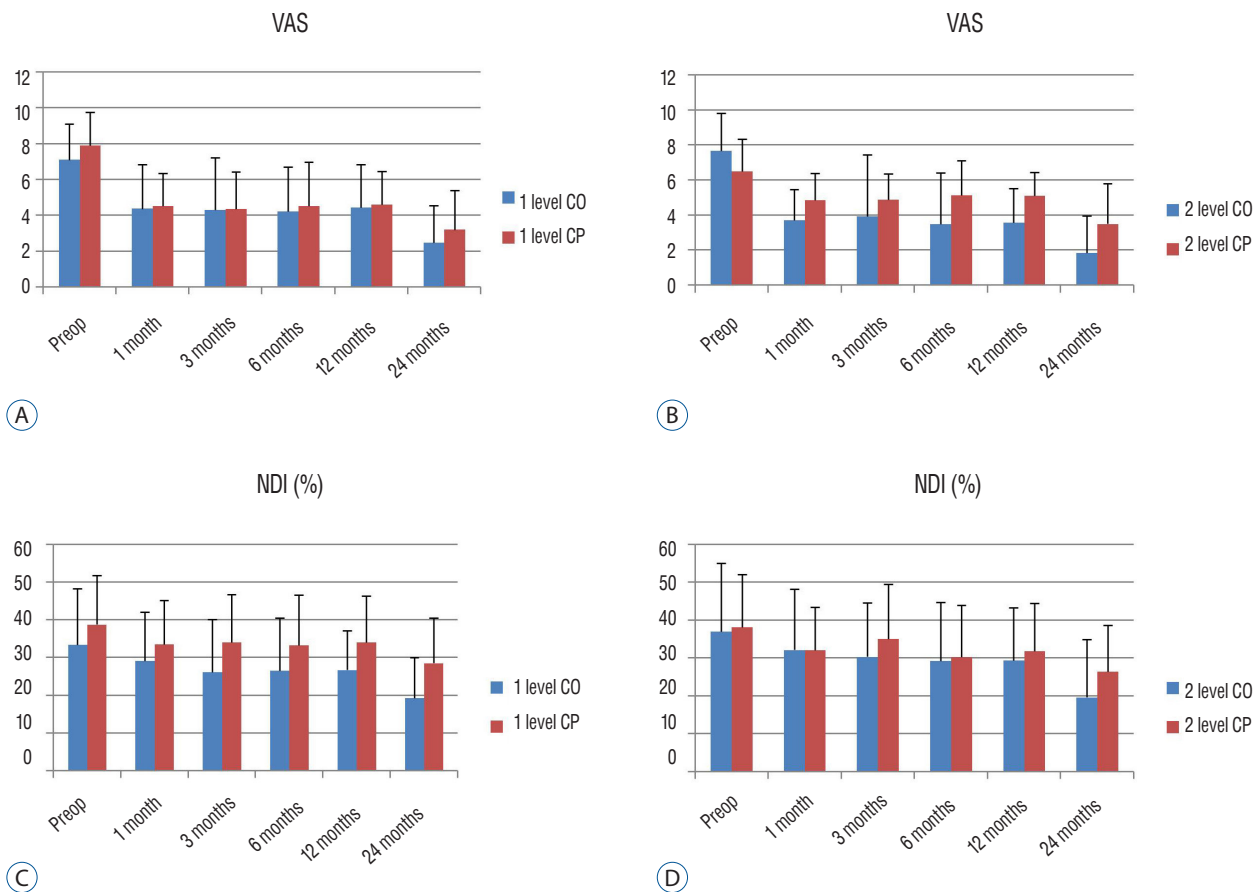 VAS
12
10
8
6
4
2
0
Preop
1 month
3 months
6 months
12 months
24 months
1 level CO
1 level CP
A
VAS
12
10
8
6
4
2
0
Preop
1 month
3 months
6 months
12 months
24 months
2 level CO
2 level CP
B
NDI (%)
60
50
40
30
20
10
0
Preop
1 month
3 months
6 months
12 months
24 months
1 level CO
1 level CP
C
NDI (%)
60
50
40
30
20
10
0
Preop
1 month
3 months
6 months
12 months
24 months
2 level CO
2 level CP
D